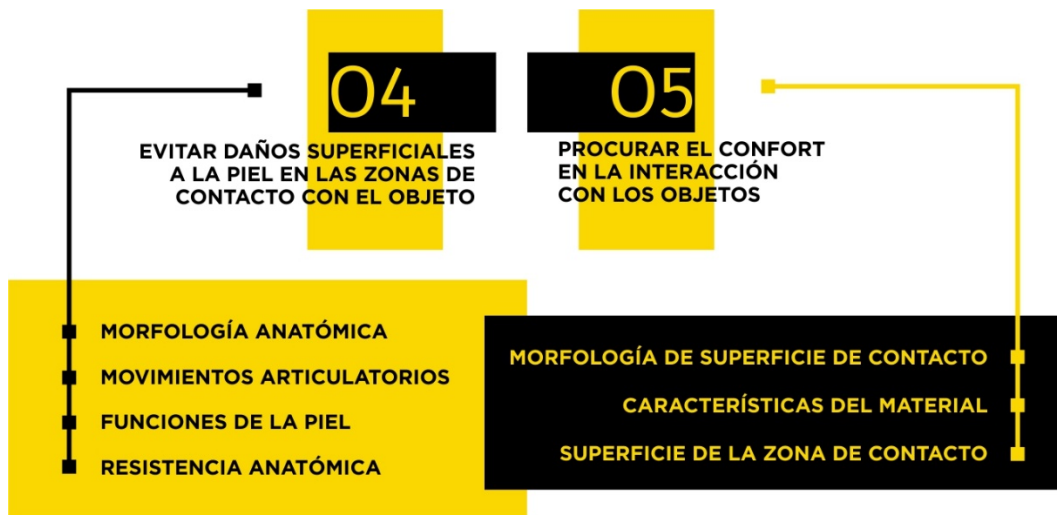 04
EVITAR DAÑOS SUPERFICIALES
A LA PIEL EN LAS ZONAS DE
CONTACTO CON EL OBJETO
MORFOLOGÍA ANATÓMICA
MOVIMIENTOS ARTICULATORIOS
FUNCIONES DE LA PIEL
RESISTENCIA ANATÓMICA
05
PROCURAR EL CONFORT
EN LA INTERACCIÓN
CON LOS OBJETOS
MORFOLOGÍA DE SUPERFICIE DE CONTACTO
CARACTERÍSTICAS DEL MATERIAL
SUPERFICIE DE LA ZONA DE CONTACTO